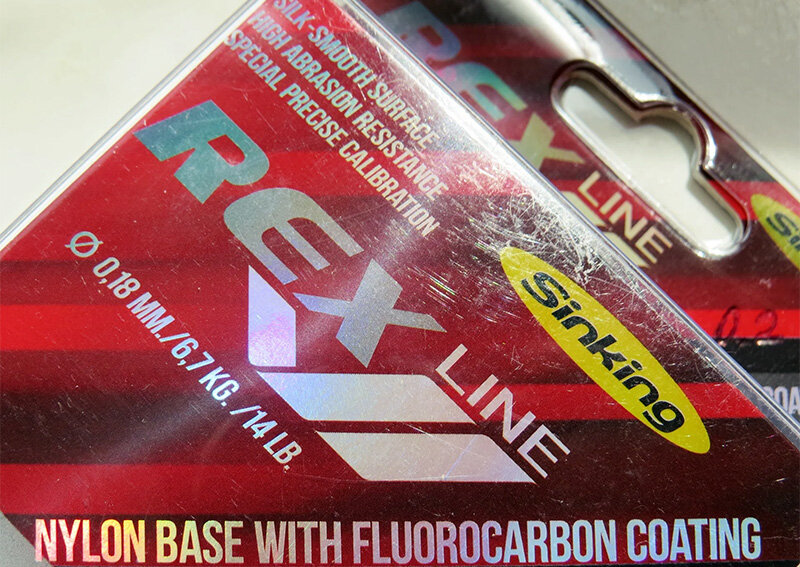 SILK-SMOOTH SURFACE
HIGH ABRASION RESISTANCE
SPECIAL PRECISE CALIBRATION
REX
LINE
Ø 0,18 MM./6,7 KG./14 LB.
Sinking
NYLON BASE WITH FLUOROCARBON COATING
REX
LINE